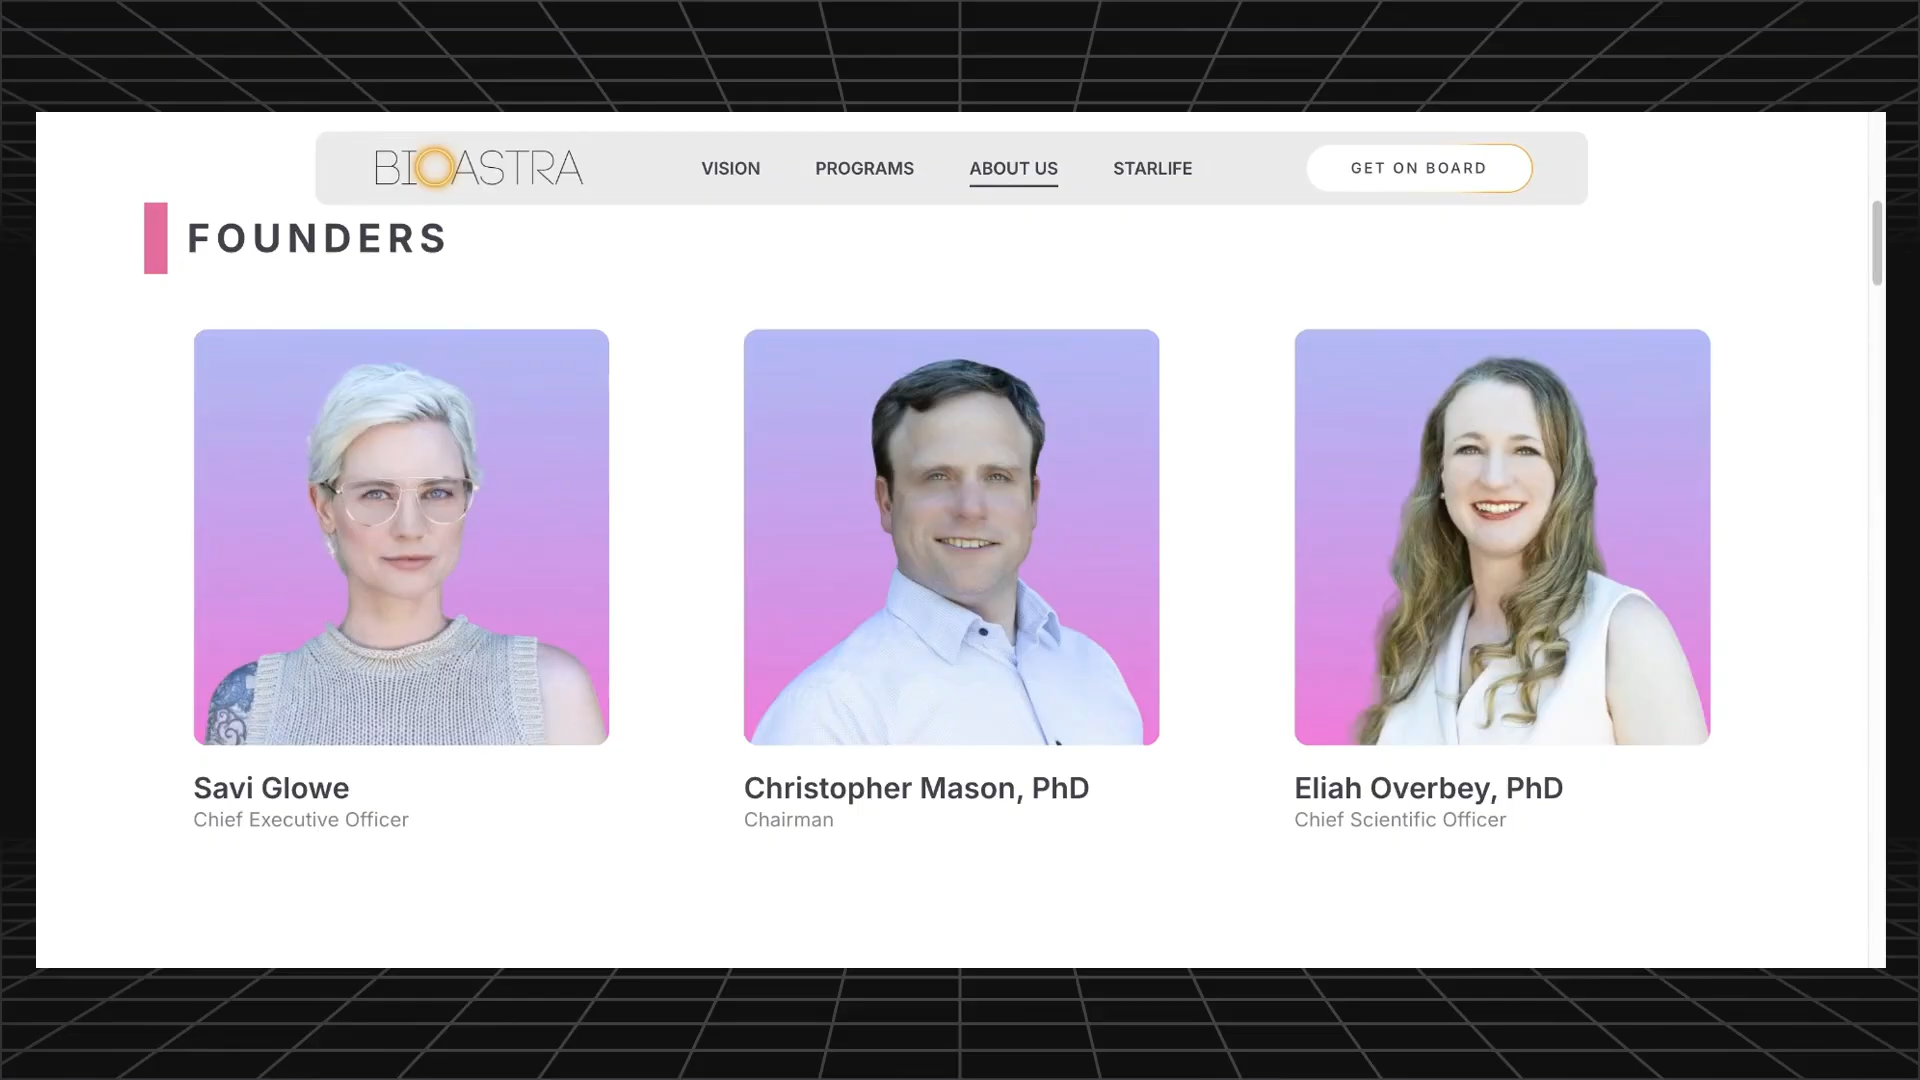 BIOASTRA
VISION
PROGRAMS
ABOUT US
STARLIFE
GET ON BOARD
FOUNDERS
Savi Glowe
Chief Executive Officer
Christopher Mason, PhD
Chairman
Eliah Overbey, PhD
Chief Scientific Officer